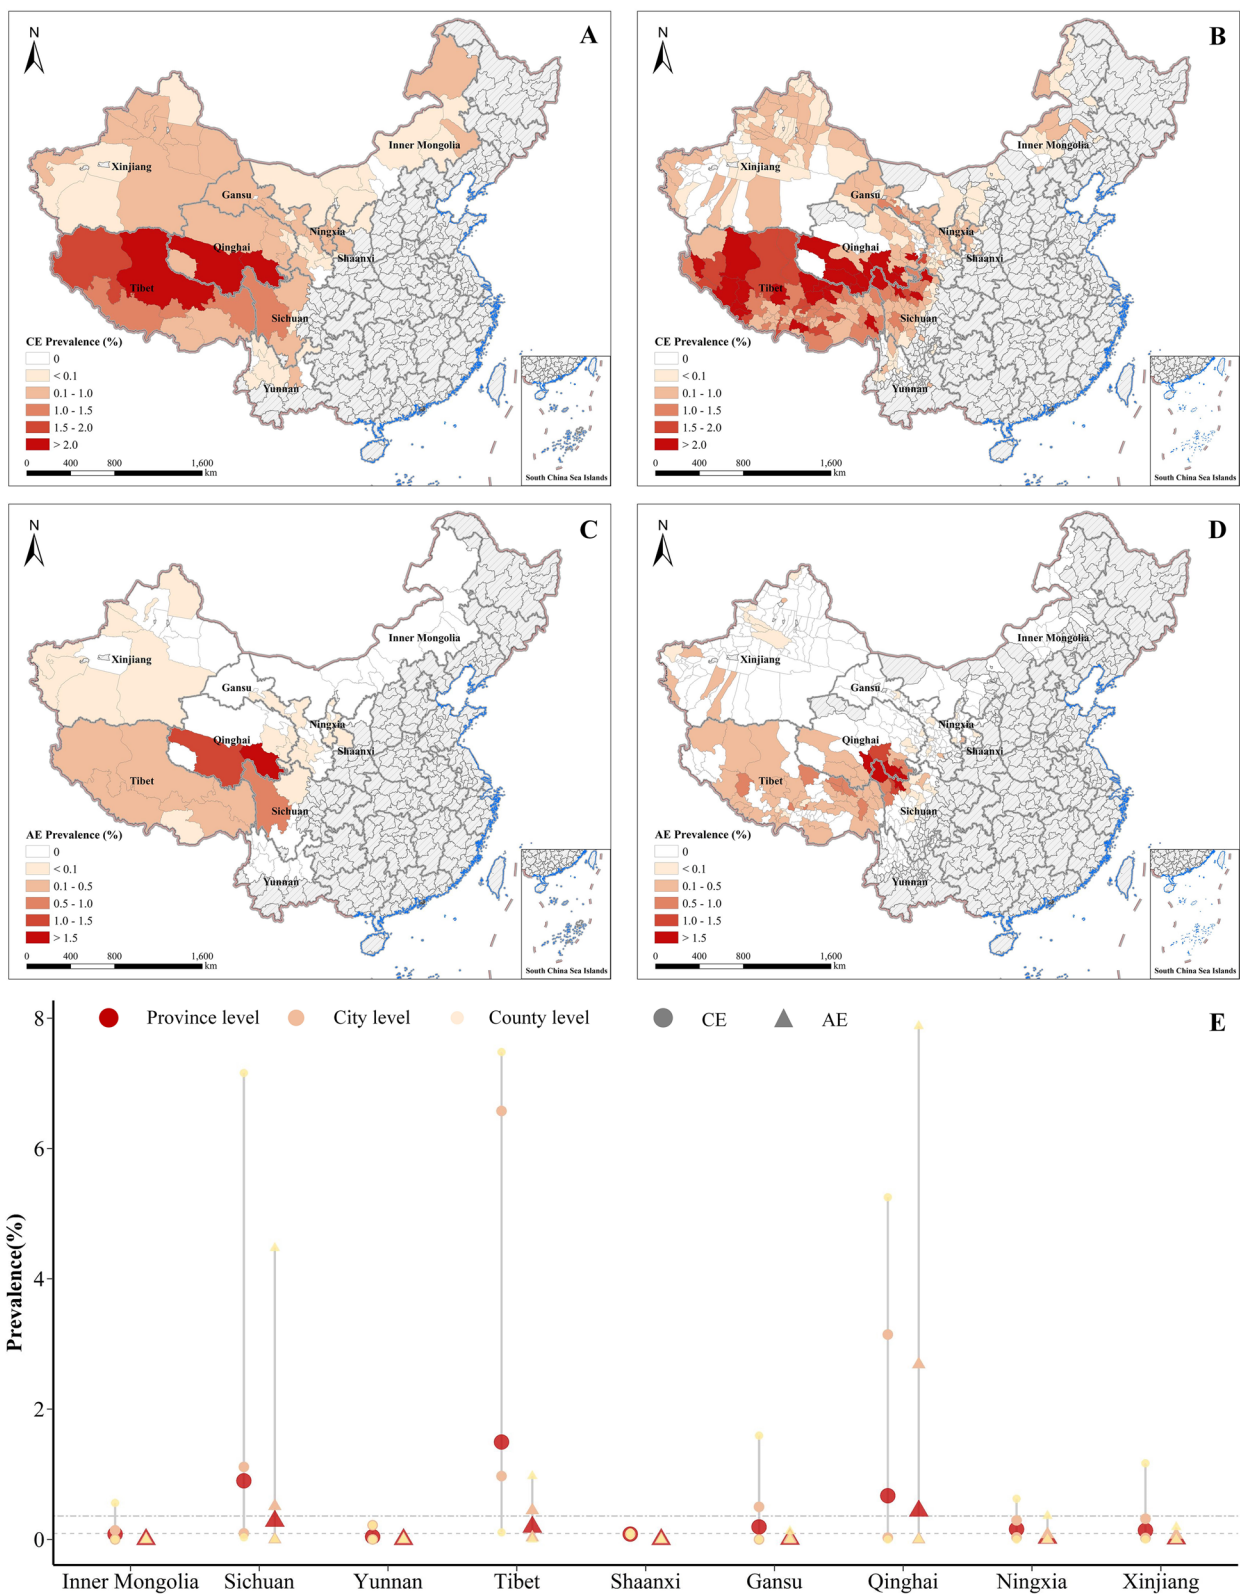 N
A
Xinjiang
Inner Mongolia
Gansu
Ningxia
Qinghai
Shaanxi
Tibet
Sichuan
Yunnan
CE Prevalence (%)
0
< 0.1
0.1 - 1.0
1.0 - 1.5
1.5 - 2.0
> 2.0
0 400 800 1,600
km
South China Sea Islands
N
B
Xinjiang
Inner Mongolia
Gansu
Ningxia
Qinghai
Shaanxi
Tibet
Sichuan
Yunnan
CE Prevalence (%)
0
< 0.1
0.1 - 1.0
1.0 - 1.5
1.5 - 2.0
> 2.0
0 400 800 1,600
km
South China Sea Islands
N
C
Xinjiang
Inner Mongolia
Gansu
Ningxia
Qinghai
Shaanxi
Tibet
Sichuan
Yunnan
AE Prevalence (%)
0
< 0.1
0.1 - 0.5
0.5 - 1.0
1.0 - 1.5
> 1.5
0 400 800 1,600
km
South China Sea Islands
N
D
Xinjiang
Inner Mongolia
Gansu
Ningxia
Qinghai
Shaanxi
Tibet
Sichuan
Yunnan
AE Prevalence (%)
0
< 0.1
0.1 - 0.5
0.5 - 1.0
1.0 - 1.5
> 1.5
0 400 800 1,600
km
South China Sea Islands
Province level City level County level CE AE
E
Prevalence(%)
8
6
4
2
0
Inner Mongolia Sichuan Yunnan Tibet Shaanxi Gansu Qinghai Ningxia Xinjiang